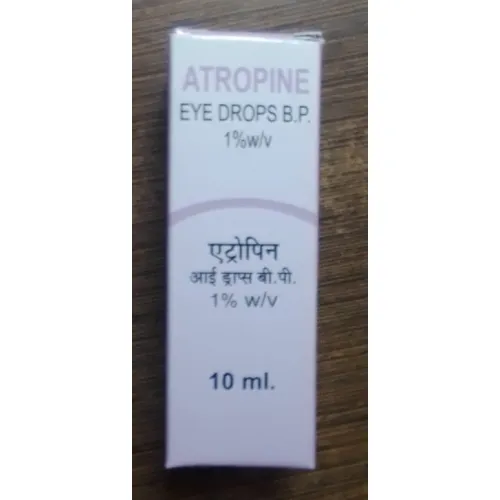 ATROPINE
EYE DROPS B.P.
1%w/v
एट्रोपिन
आई ड्राप्स बी.पी.
1% w/v
10 ml.